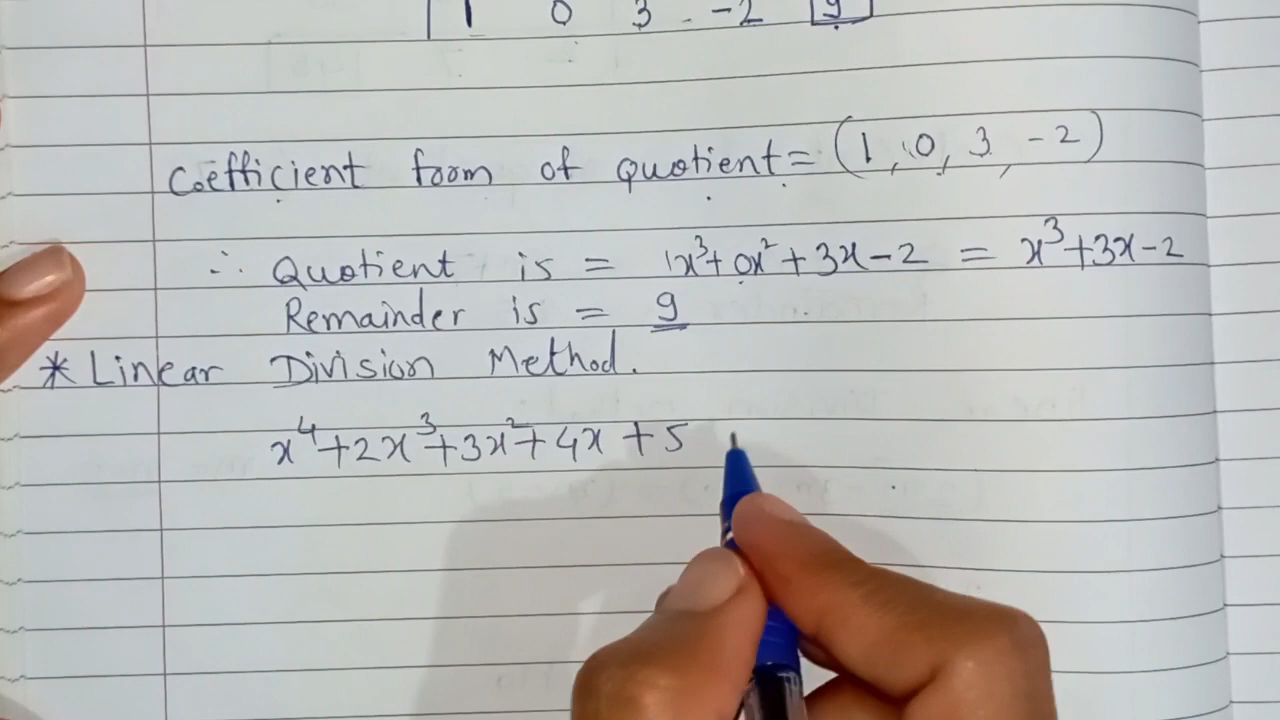 1 0 3 -2 9
Coefficient form of quotient = (1, 0, 3, -2)
∴ Quotient is = 1x³+0x²+3x-2 = x³+3x-2
Remainder is = 9
* Linear Division Method.
x⁴+2x³+3x²+4x+5